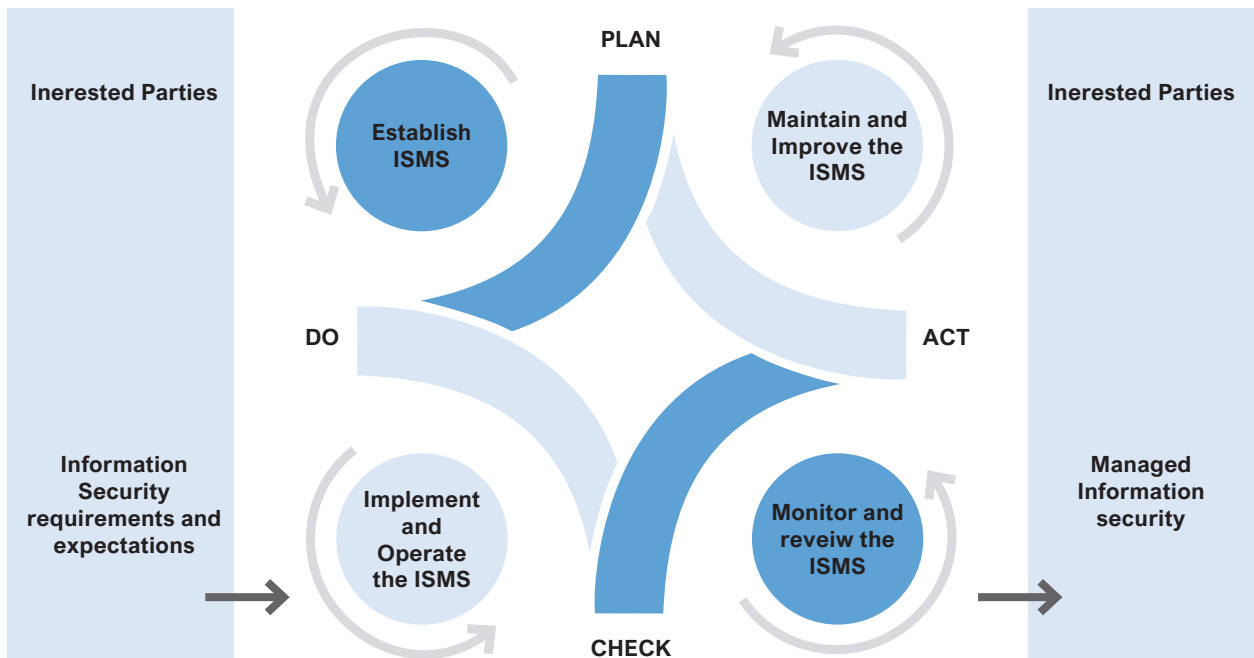 PLAN
Inerested Parties
Establish
ISMS
Maintain and
Improve the
ISMS
Inerested Parties
DO
ACT
Information
Security
requirements and
expectations
Implement
and
Operate
the ISMS
Monitor and
reveiw the
ISMS
Managed
Information
security
CHECK